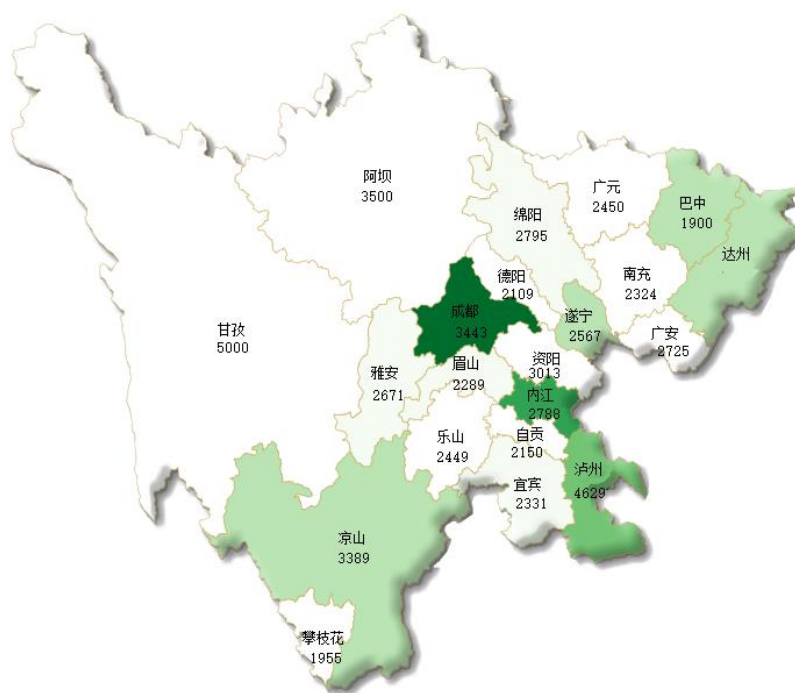 阿坝
3500
广元
2450
巴中
1900
绵阳
2795
达州
德阳
2109
南充
2324
成都
3443
遂宁
2567
广安
2725
甘孜
5000
资阳
3013
雅安
2671
眉山
2289
内江
2788
乐山
2449
自贡
2150
泸州
4629
宜宾
2331
凉山
3389
攀枝花
1955